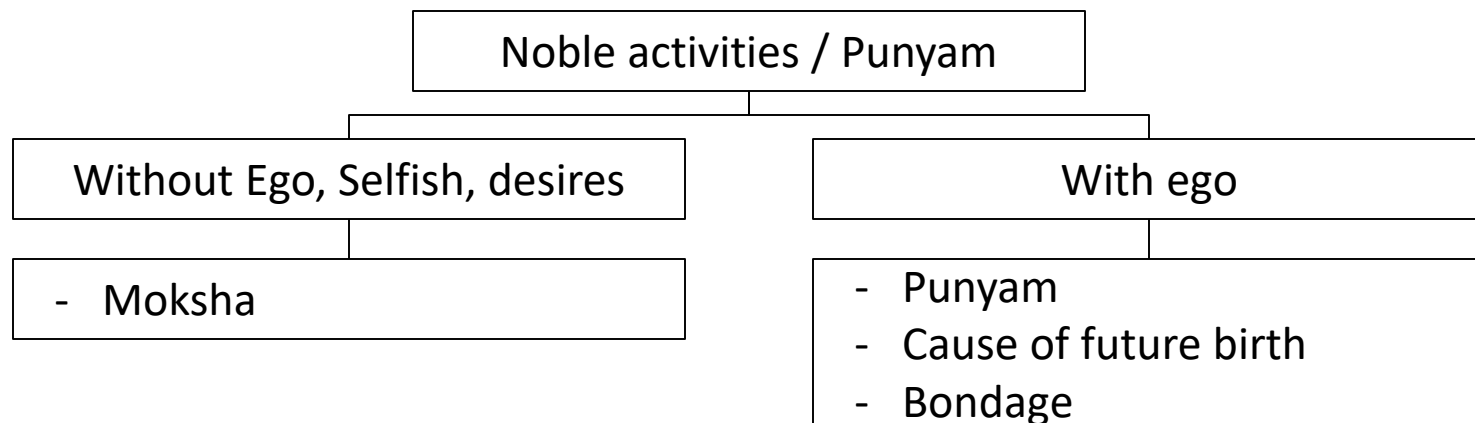 Noble activities / Punyam
Without Ego, Selfish, desires
With ego
- Moksha
- Punyam
- Cause of future birth
- Bondage